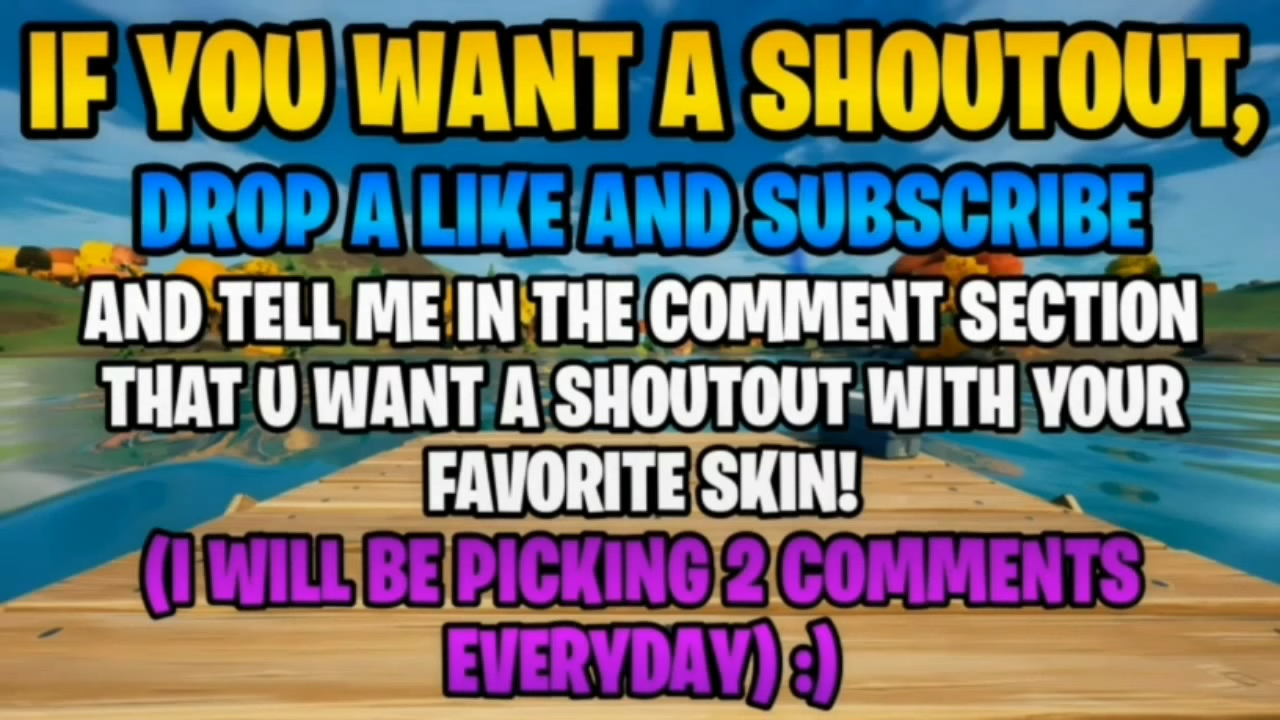 IF YOU WANT A SHOUTOUT,
DROP A LIKE AND SUBSCRIBE
AND TELL ME IN THE COMMENT SECTION
THAT U WANT A SHOUTOUT WITH YOUR
FAVORITE SKIN!
(I WILL BE PICKING 2 COMMENTS
EVERYDAY) :)